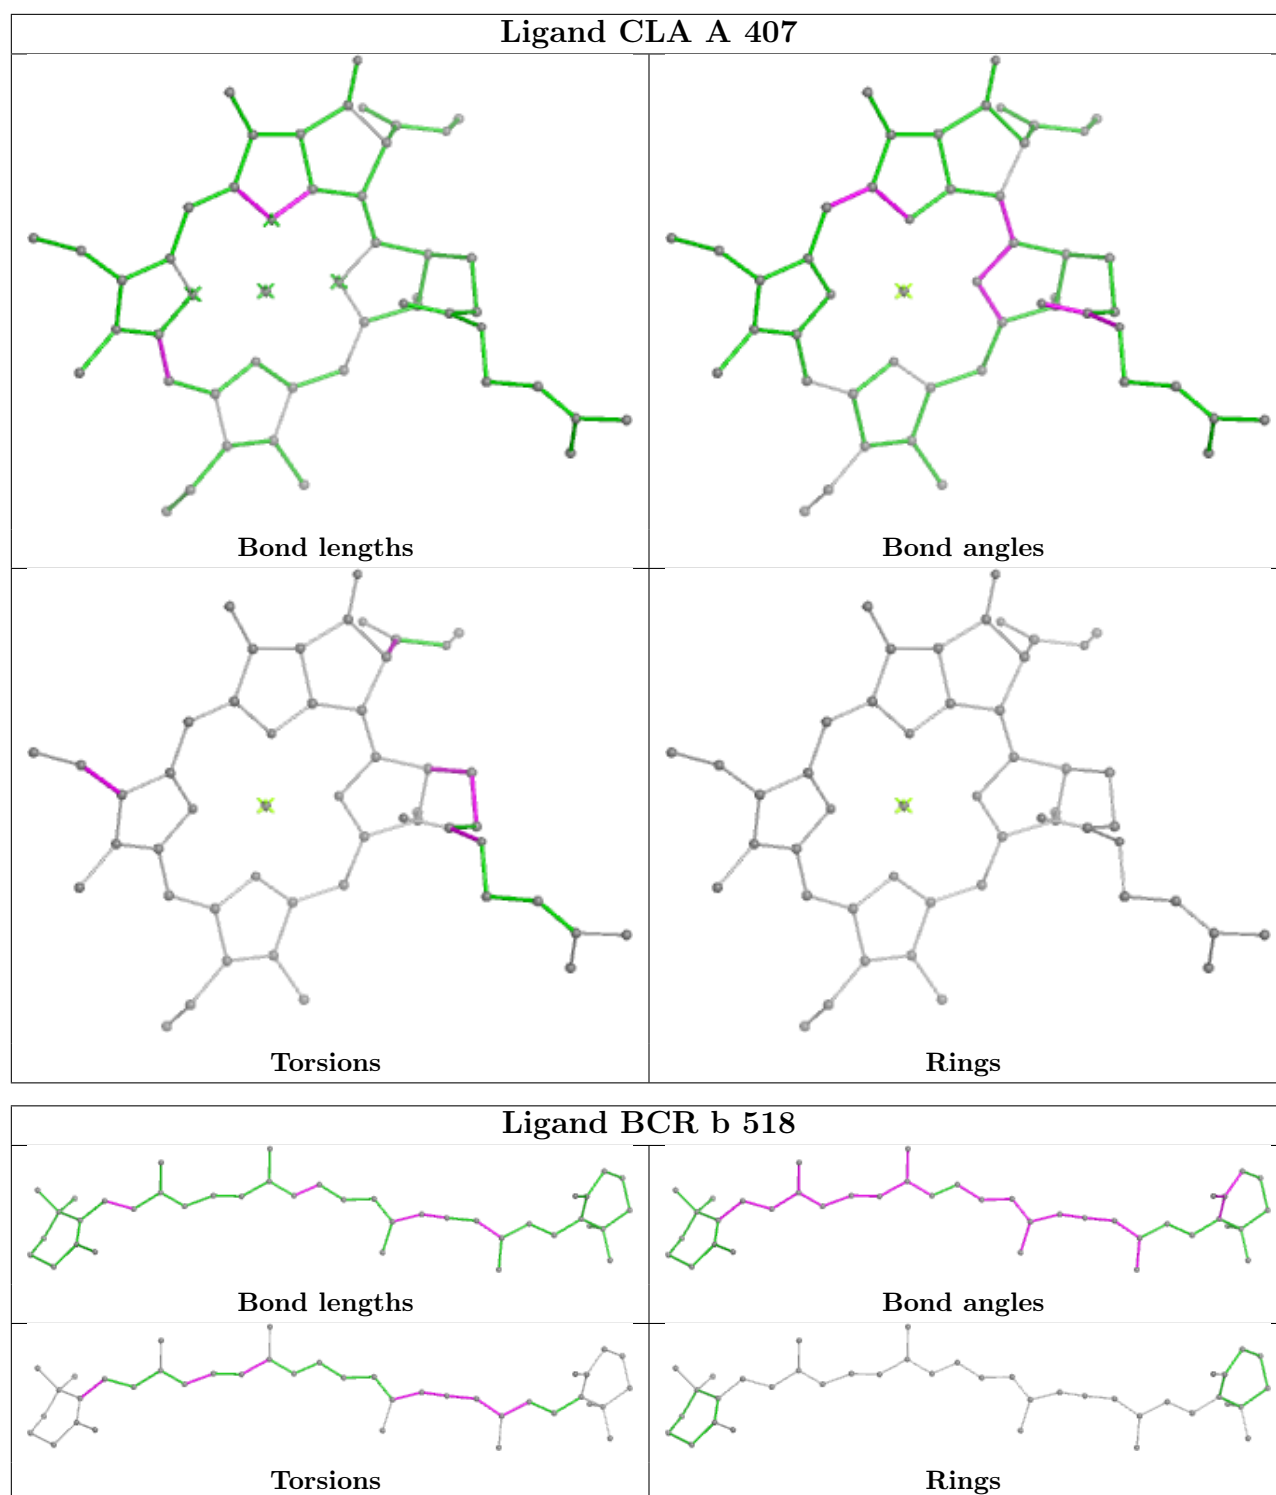 Ligand CLA A 407
Bond lengths
Bond angles
Torsions
Rings
Ligand BCR b 518
Bond lengths
Bond angles
Torsions
Rings